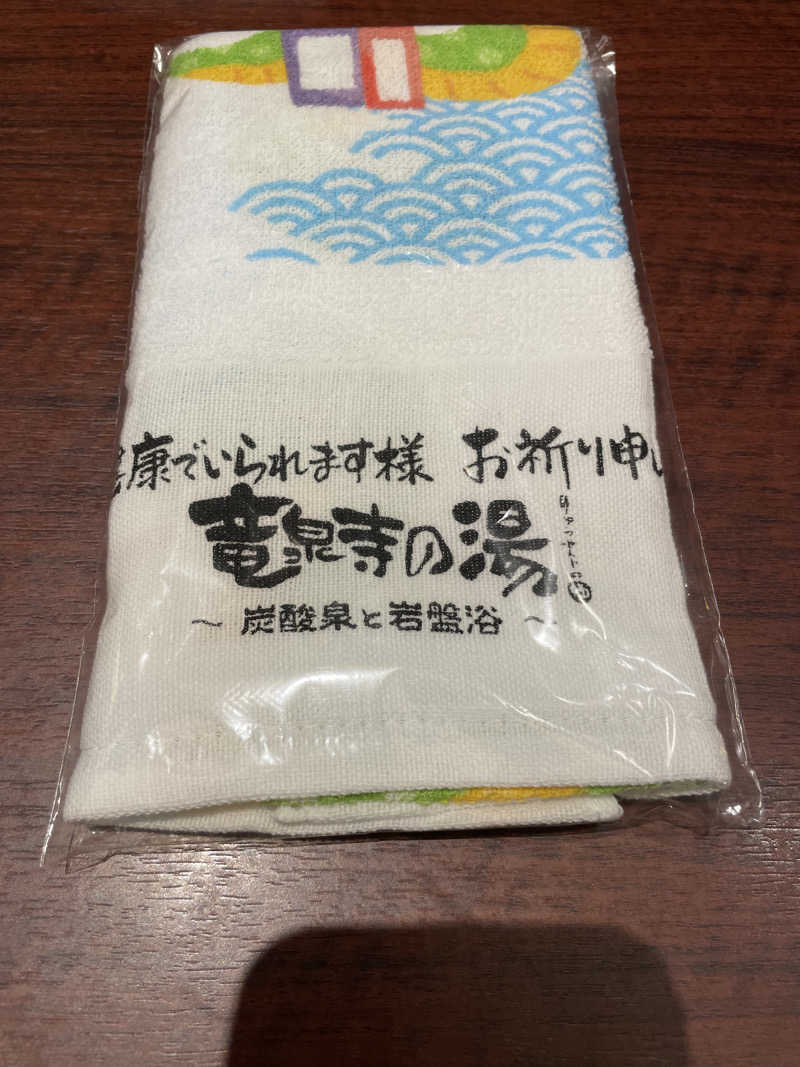 康でいられます様 お祈り申し
竜泉寺の湯
～ 炭酸泉と岩盤浴 ～